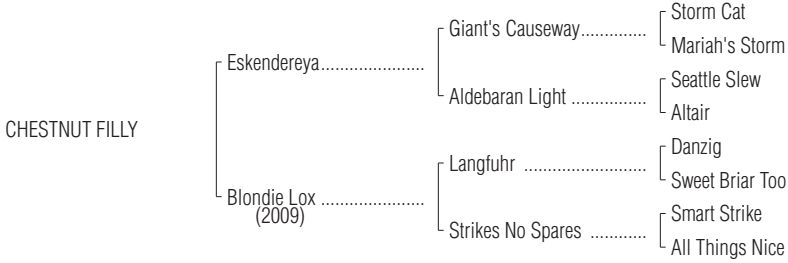 Storm Cat
Giant's Causeway..............
Mariah's Storm
Eskendereya......................
Seattle Slew
Aldebaran Light ................
Altair
CHESTNUT FILLY
Danzig
Langfuhr ..........................
Sweet Briar Too
Blondie Lox ......................
(2009)
Smart Strike
Strikes No Spares ............
All Things Nice